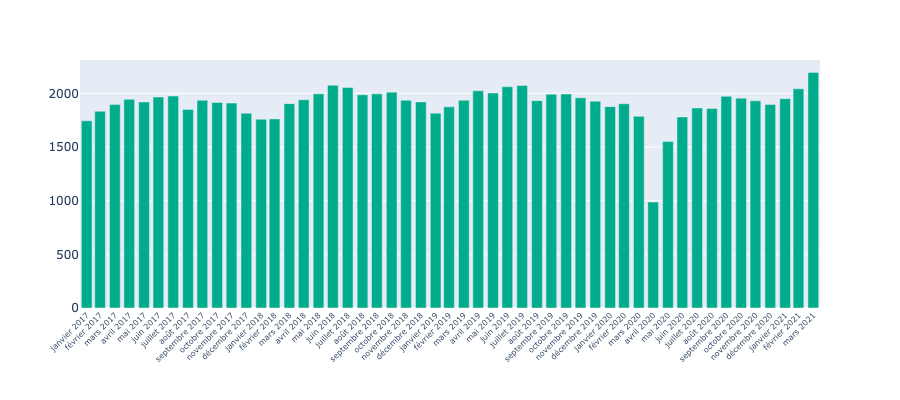 2000
1500
1000
500
0
janvier 2017
février 2017
mars 2017
avril 2017
mai 2017
juin 2017
juillet 2017
août 2017
septembre 2017
octobre 2017
novembre 2017
décembre 2017
janvier 2018
février 2018
mars 2018
avril 2018
mai 2018
juin 2018
juillet 2018
août 2018
septembre 2018
octobre 2018
novembre 2018
décembre 2018
janvier 2019
février 2019
mars 2019
avril 2019
mai 2019
juin 2019
juillet 2019
août 2019
septembre 2019
octobre 2019
novembre 2019
décembre 2019
janvier 2020
février 2020
mars 2020
avril 2020
mai 2020
juin 2020
juillet 2020
août 2020
septembre 2020
octobre 2020
novembre 2020
décembre 2020
janvier 2021
février 2021
mars 2021